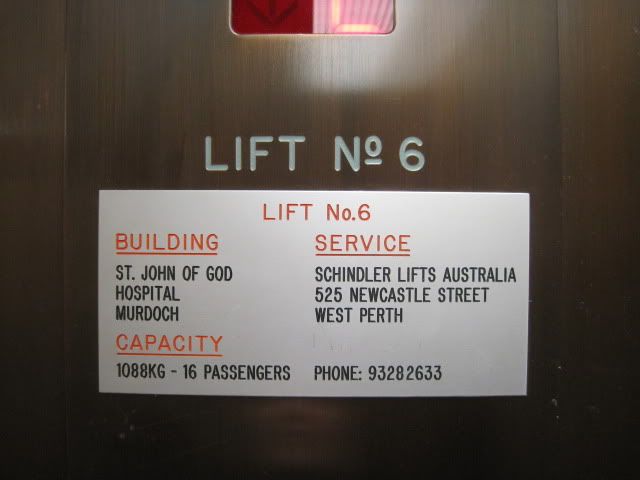 LIFT Nº 6
LIFT No.6
BUILDING
ST. JOHN OF GOD
HOSPITAL
MURDOCH
CAPACITY
1088KG - 16 PASSENGERS
SERVICE
SCHINDLER LIFTS AUSTRALIA
525 NEWCASTLE STREET
WEST PERTH
PHONE: 93282633